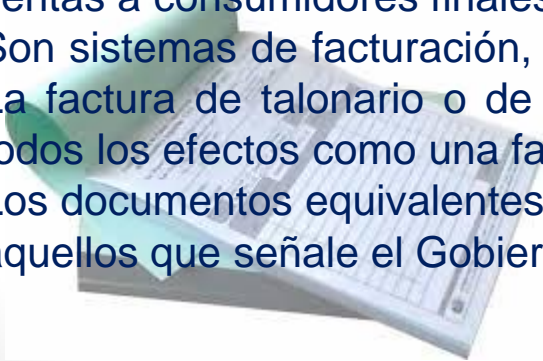 entas a consumidores finales
Son sistemas de facturación,
La factura de talonario o de
todos los efectos como una fa
Los documentos equivalentes
aquellos que señale el Gobier